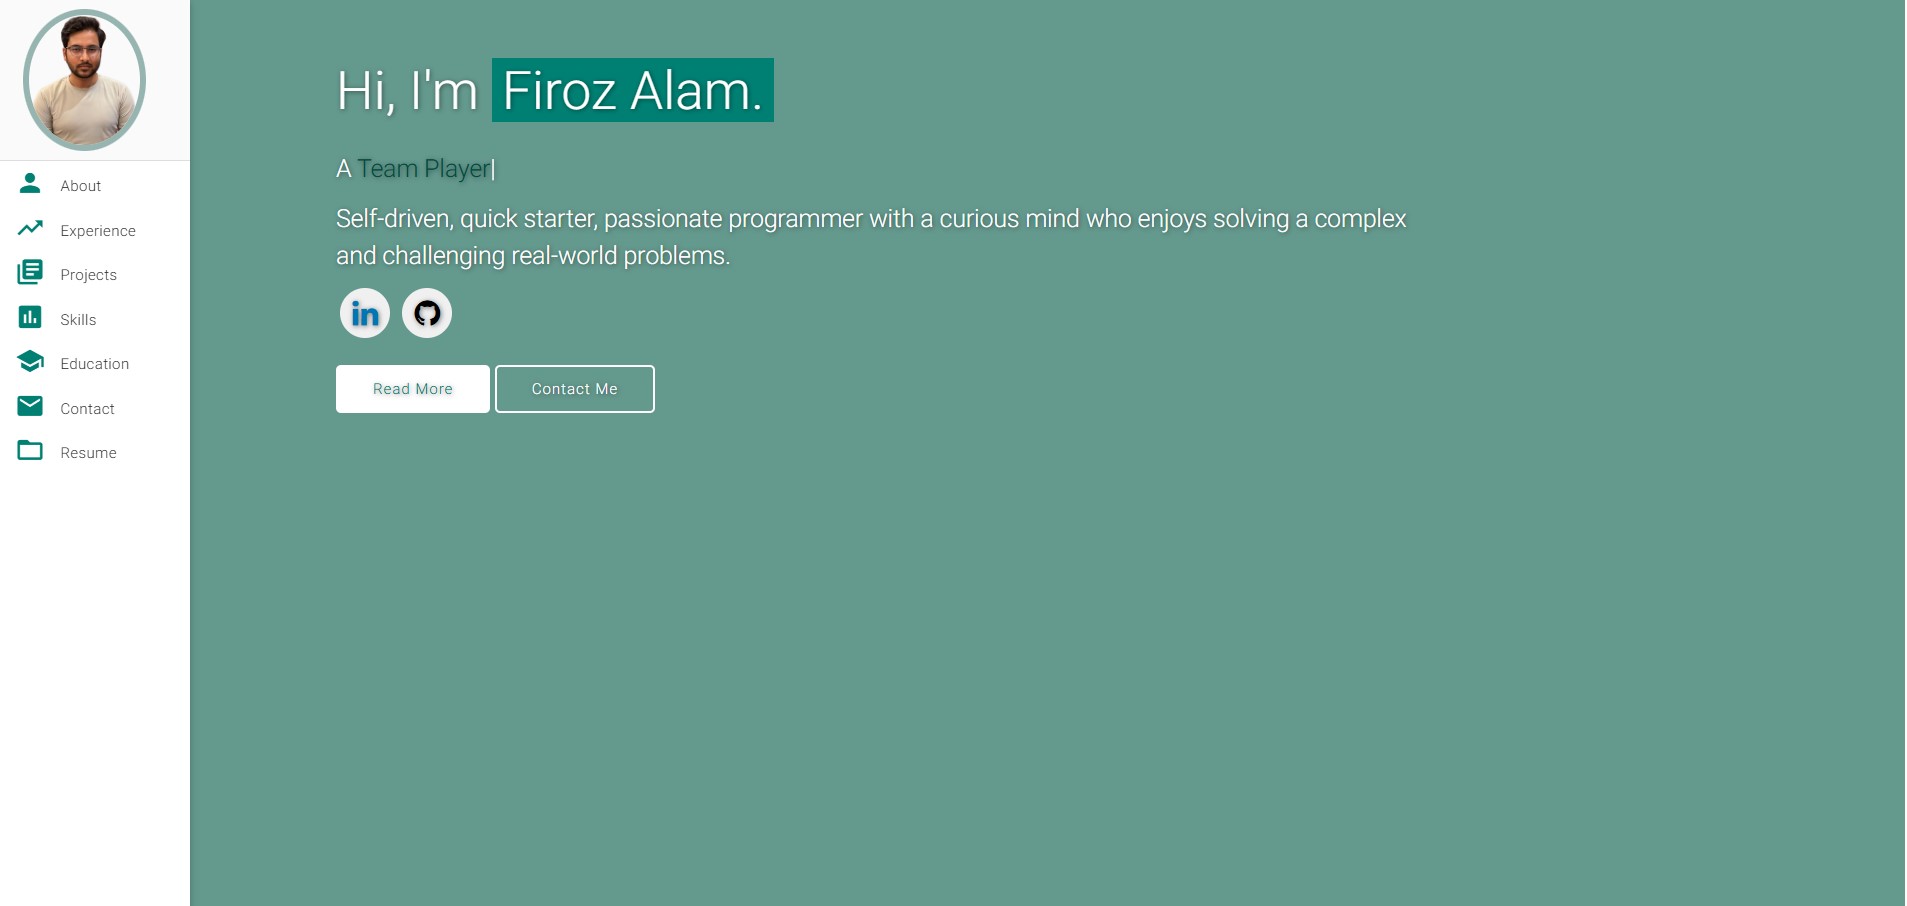 About
Experience
Projects
Skills
Education
Contact
Resume
Hi, I'm Firoz Alam.
A Team Player|
Self-driven, quick starter, passionate programmer with a curious mind who enjoys solving a complex
and challenging real-world problems.
in
Read More
Contact Me